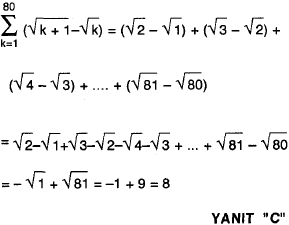 80
∑ (√k + 1–√k) = (√2 – √1) + (√3 – √2) +
k=1
(√4 – √3) + .... + (√81 – √80)
= √2–√1+√3–√2–√4–√3 + ... + √81 – √80
= – √1 + √81 = –1 + 9 = 8
YANIT "C"